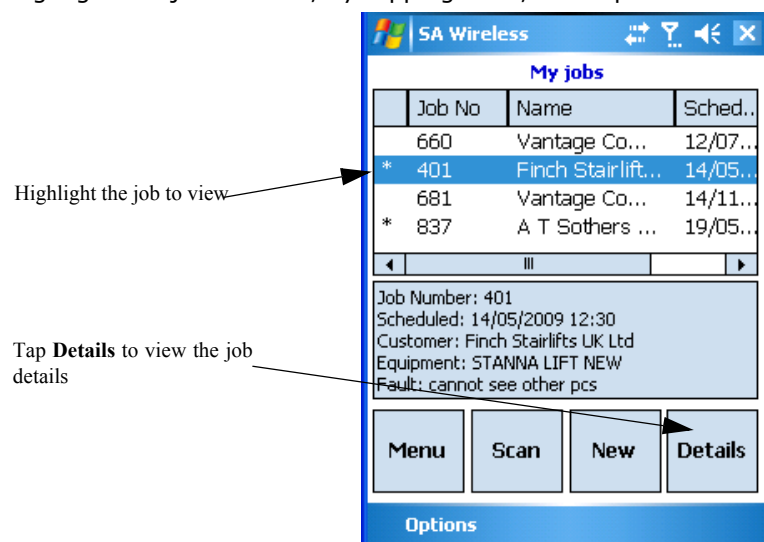 SA Wireless
My jobs
Job No Name Sched..
660 Vantage Co... 12/07...
* 401 Finch Stairlift... 14/05...
681 Vantage Co... 14/11...
* 837 A T Sothers ... 19/05...
Highlight the job to view
Job Number: 401
Scheduled: 14/05/2009 12:30
Customer: Finch Stairlifts UK Ltd
Equipment: STANNA LIFT NEW
Fault: cannot see other pcs
Tap Details to view the job
details
Menu Scan New Details
Options